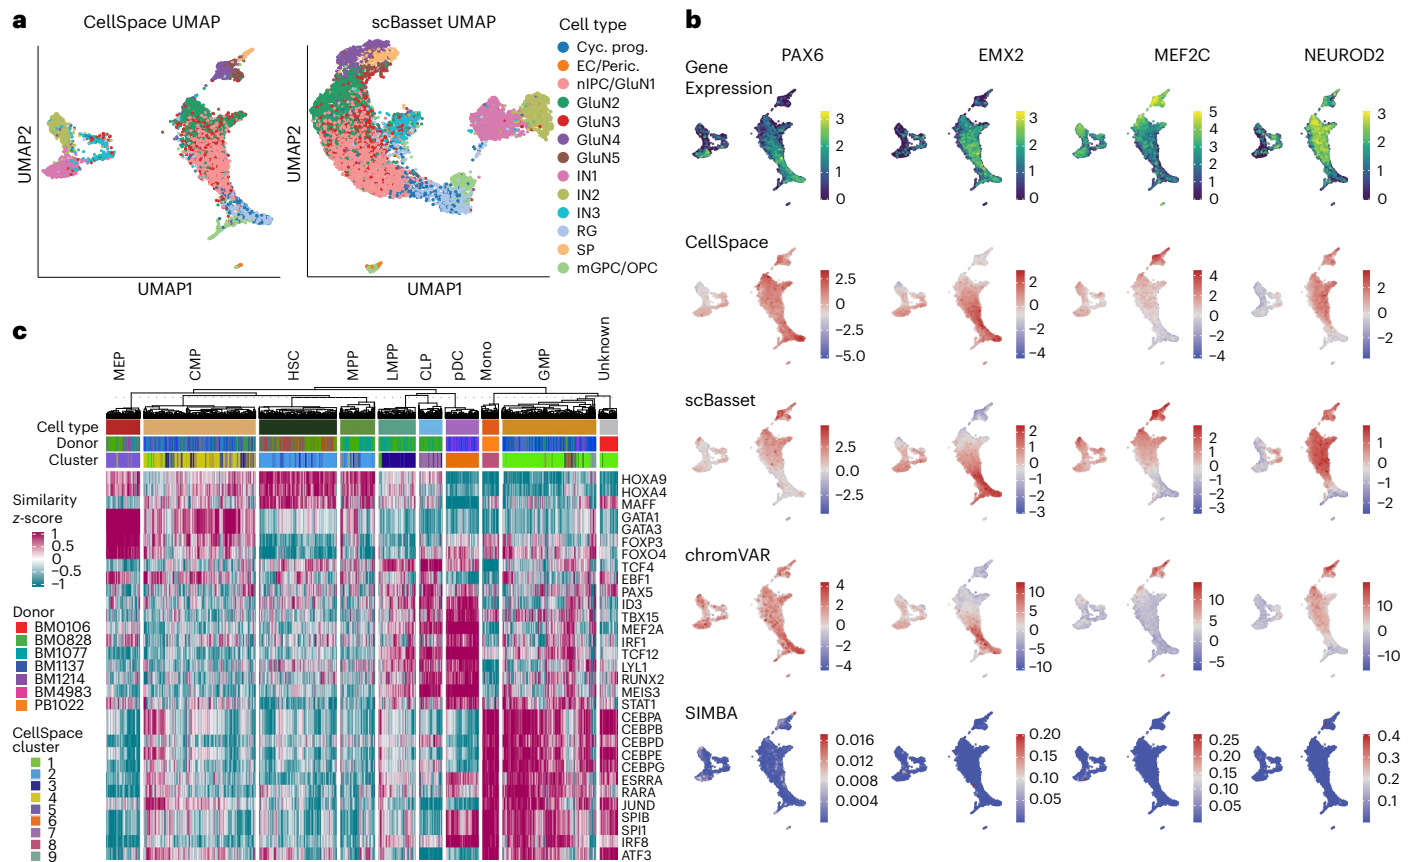 a
CellSpace UMAP
scBasset UMAP
UMAP2
UMAP1
UMAP2
UMAP1
Cell type
Cyc. prog.
EC/Peric.
nIPC/GluN1
GluN2
GluN3
GluN4
GluN5
IN1
IN2
IN3
RG
SP
mGPC/OPC
b
PAX6 EMX2 MEF2C NEUROD2
Gene
Expression
3
2
1
0
3
2
1
0
5
4
3
2
1
0
3
2
1
0
CellSpace
2.5
0
−2.5
−5.0
2
0
−2
−4
4
2
0
−2
−4
2
0
−2
scBasset
2.5
0.0
−2.5
2
1
0
−1
−2
−3
2
1
0
−1
−2
−3
1
0
−1
−2
chromVAR
4
2
0
−2
−4
10
5
0
−5
−10
10
5
0
−5
10
0
−10
SIMBA
0.016
0.012
0.008
0.004
0.20
0.15
0.10
0.05
0.25
0.20
0.15
0.10
0.05
0.4
0.3
0.2
0.1
c
MEP CMP HSC MPP LMPP CLP pDC Mono GMP Unknown
Cell type
Donor
Cluster
HOXA9
HOXA4
MAFF
GATA1
GATA3
FOXP3
FOXO4
TCF4
EBF1
PAX5
ID3
TBX15
MEF2A
IRF1
TCF12
LYL1
RUNX2
MEIS3
STAT1
CEBPA
CEBPB
CEBPD
CEBPE
CEBPG
ESRRA
RARA
JUND
SPIB
SPI1
IRF8
ATF3
Similarity
z-score
1
0.5
0
−0.5
−1
Donor
BM0106
BM0828
BM1077
BM1137
BM1214
BM4983
PB1022
CellSpace
cluster
1
2
3
4
5
6
7
8
9